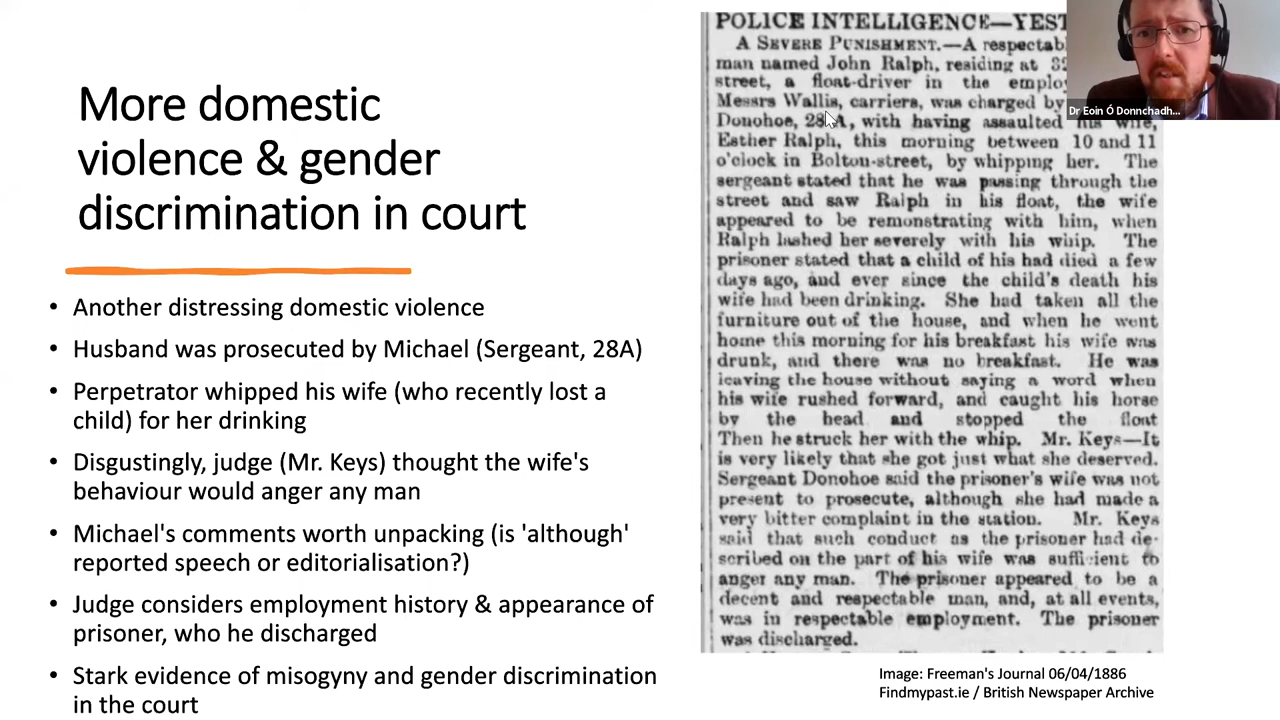 More domestic
violence & gender
discrimination in court
• Another distressing domestic violence
• Husband was prosecuted by Michael (Sergeant, 28A)
• Perpetrator whipped his wife (who recently lost a
child) for her drinking
• Disgustingly, judge (Mr. Keys) thought the wife's
behaviour would anger any man
• Michael's comments worth unpacking (is 'although'
reported speech or editorialisation?)
• Judge considers employment history & appearance of
prisoner, who he discharged
• Stark evidence of misogyny and gender discrimination
in the court
POLICE INTELLIGENCE—YEST
A SEVERE PUNISHMENT.—A respectab
man named John Ralph, residing at
street, a float-driver in the emplo
Messrs Wallis, carriers, was charged by
Donohoe, 28A, with having assaulted his wife,
Esther Ralph, this morning between 10 and 11
o'clock in Bolton-street, by whipping her. The
sergeant stated that he was passing through the
street and saw Ralph in his float, the wife
appeared to be remonstrating with him, when
Ralph lashed her severely with his whip. The
prisoner stated that a child of his had died a few
days ago, and ever since the child's death his
wife had been drinking. She had taken all the
furniture out of the house, and when he went
home this morning for his breakfast his wife was
drunk, and there was no breakfast. He was
leaving the house without saying a word when
his wife rushed forward, and caught his horse
by the head and stopped the float
Then he struck her with the whip. Mr. Keys—It
is very likely that she got just what she deserved.
Sergeant Donohoe said the prisoner's wife was not
present to prosecute, although she had made a
very bitter complaint in the station. Mr. Keys
said that such conduct as the prisoner had de-
scribed on the part of his wife was sufficient to
anger any man. The prisoner appeared to be a
decent and respectable man, and, at all events,
was in respectable employment. The prisoner
was discharged.
Image: Freeman's Journal 06/04/1886
Findmypast.ie / British Newspaper Archive
Dr Eoin Ó Donnchadh...